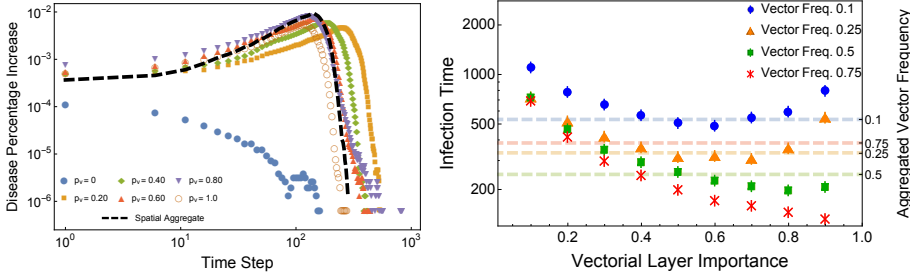 Disease Percentage Increase
10⁻²
10⁻³
10⁻⁴
10⁻⁵
10⁻⁶
pᵥ = 0
pᵥ = 0.40
pᵥ = 0.80
pᵥ = 0.20
pᵥ = 0.60
pᵥ = 1.0
Spatial Aggregate
10⁰
10¹
10²
10³
Time Step
Infection Time
2000
1000
500
200
Vector Freq. 0.1
Vector Freq. 0.25
Vector Freq. 0.5
Vector Freq. 0.75
0.1
0.75
0.25
0.5
Aggregated Vector Frequency
0.2
0.4
0.6
0.8
1.0
Vectorial Layer Importance